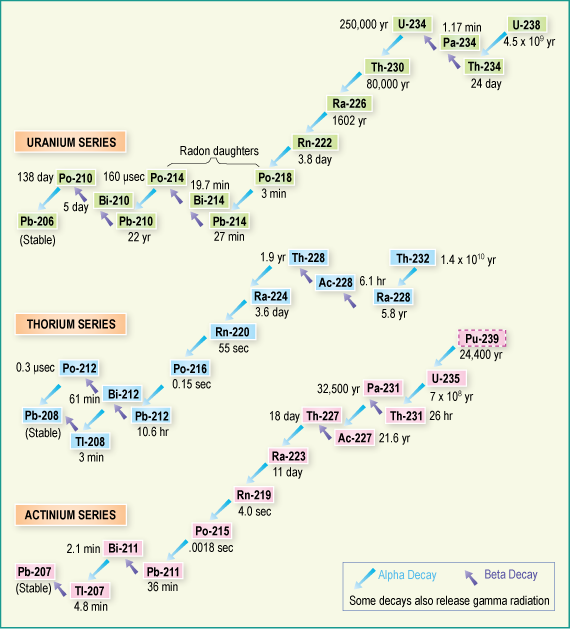 250,000 yr U-234 1.17 min U-238
Pa-234 4.5 x 10⁹ yr
Th-230 Th-234
80,000 yr 24 day
Ra-226
1602 yr
URANIUM SERIES Rn-222
Radon daughters 3.8 day
138 day Po-210 160 µsec Po-214 19.7 min Po-218
5 day Bi-210 Bi-214 3 min
Pb-206 Pb-210 Pb-214
(Stable) 22 yr 27 min
1.9 yr Th-228 Th-232 1.4 x 10¹⁰ yr
Ac-228 6.1 hr
Ra-224 Ra-228
3.6 day 5.8 yr
THORIUM SERIES Rn-220
55 sec Pu-239
24,400 yr
0.3 µsec Po-212 Po-216
0.15 sec U-235
7 x 10⁸ yr
61 min Bi-212 32,500 yr Pa-231
Pb-208 Pb-212 18 day Th-227 Th-231
(Stable) 10.6 hr 26 hr
Tl-208 Ac-227 21.6 yr
3 min
Ra-223
11 day
Rn-219
4.0 sec
ACTINIUM SERIES
Po-215
.0018 sec
2.1 min Bi-211
Pb-207 Pb-211
(Stable) 36 min
Tl-207
4.8 min
Alpha Decay Beta Decay
Some decays also release gamma radiation